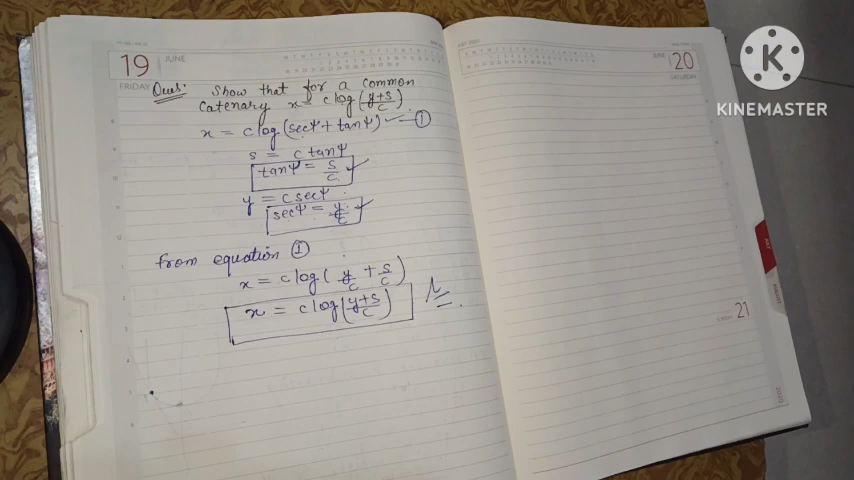 19 JUNE
FRIDAY
Ques: Show that for a common
Catenary x = c log (y+s/c)
x = c log (secΨ + tanΨ) ✓ — ①
s = c tanΨ
tanΨ = s/c ✓
y = c secΨ
secΨ = y/c ✓
from equation ①
x = c log( y/c + s/c)
x = c log (y+s/c)
JUNE 20
SATURDAY
21
KINEMASTER